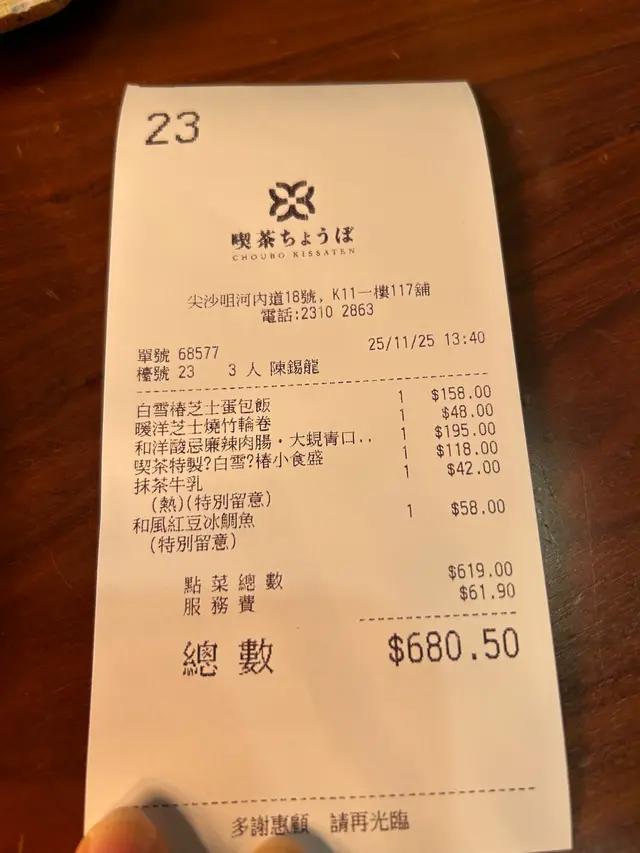 23
喫茶ちょうぼ
CHOUBO KISSATEN
尖沙咀河內道18號, K11一樓117舖
電話:2310 2863
單號 68577 25/11/25 13:40
檯號 23 3 人 陳錫龍
白雪椿芝士蛋包飯 1 $158.00
暖洋芝士燒竹輪卷 1 $48.00
和洋酸忌廉辣肉腸・大蜆青口.. 1 $195.00
喫茶特製?白雪?椿小食盛 1 $118.00
抹茶牛乳 1 $42.00
(熱)(特別留意)
和風紅豆冰鯛魚 1 $58.00
(特別留意)
點菜總數 $619.00
服務費 $61.90
總數 $680.50
多謝惠顧 請再光臨